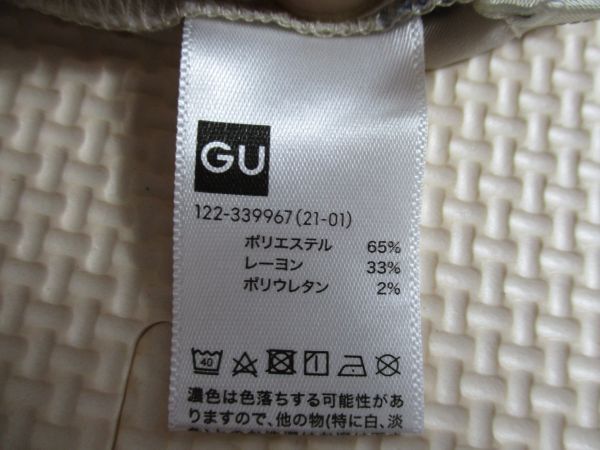 GU
122-339967(21-01)
ポリエステル 65%
レーヨン 33%
ポリウレタン 2%
40
濃色は色落ちする可能性があ
りますので、他の物(特に白、淡